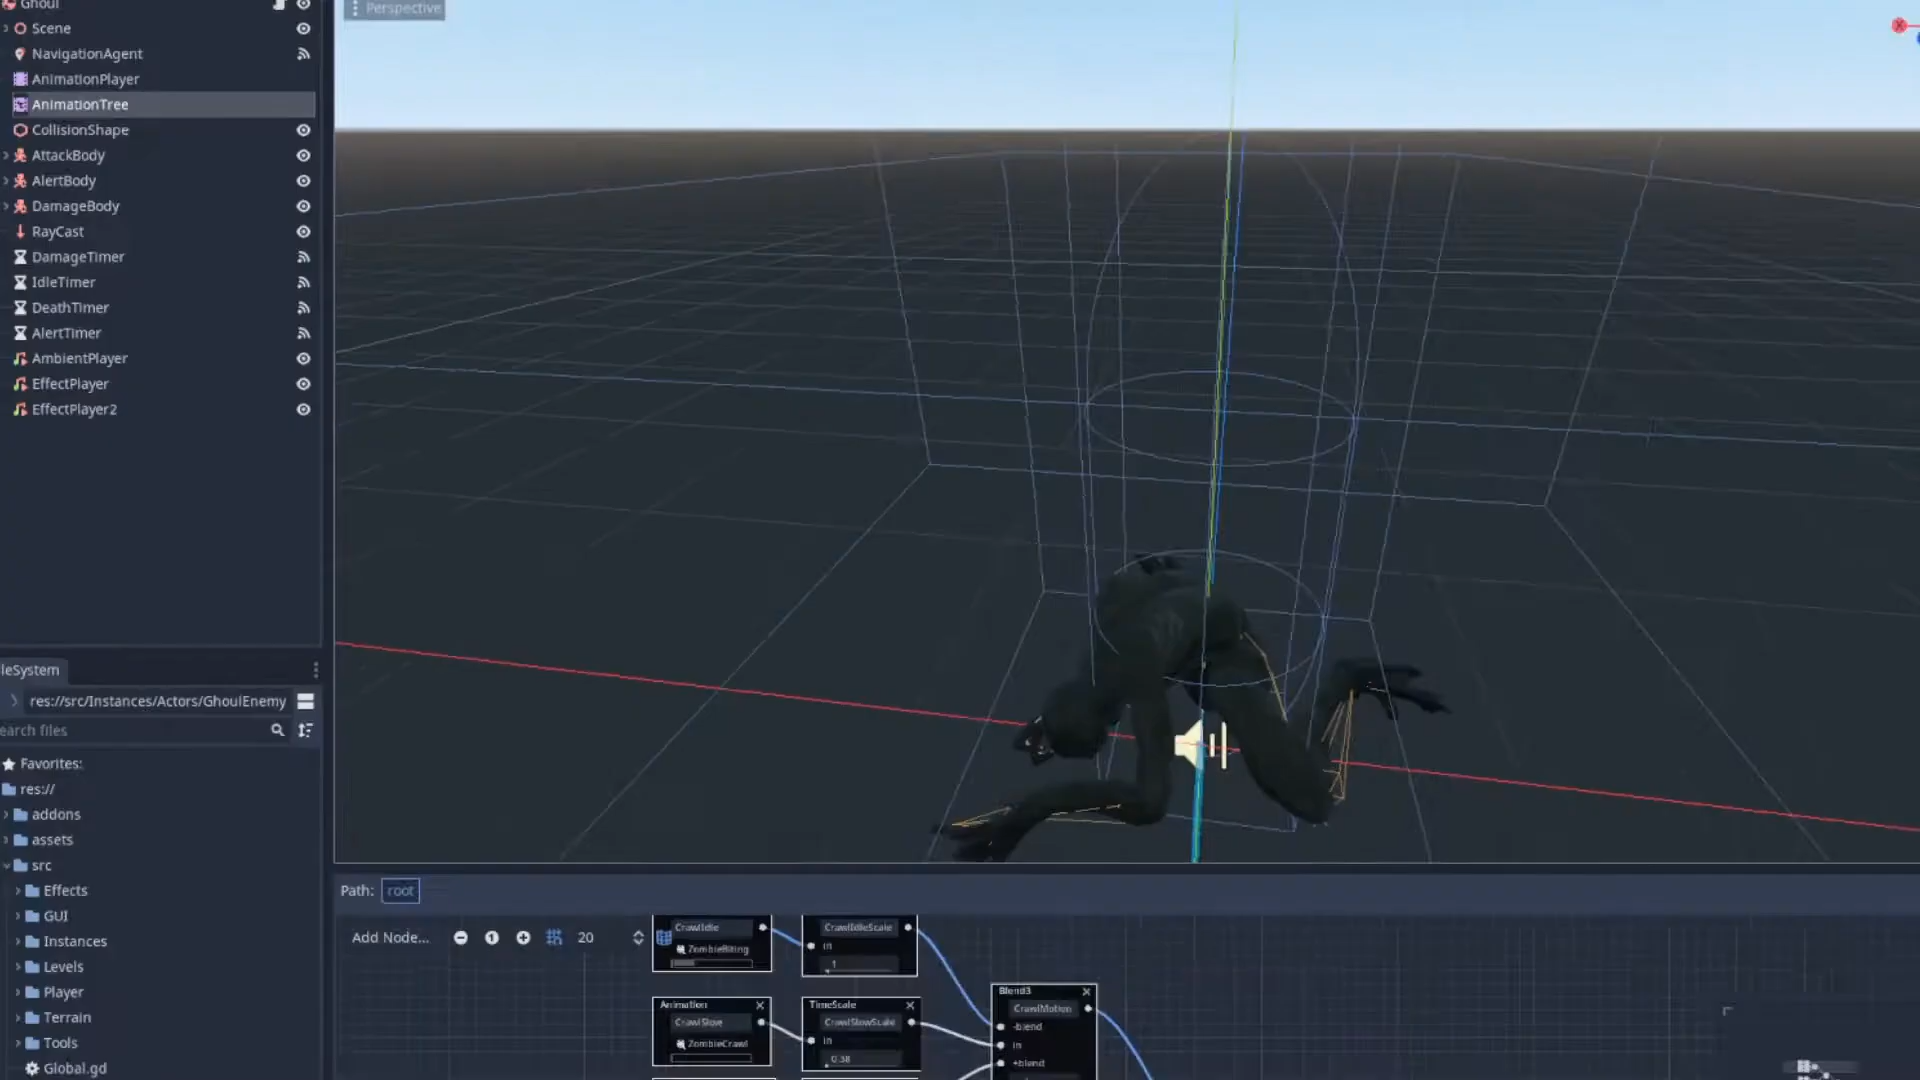 Ghoul
Scene
NavigationAgent
AnimationPlayer
AnimationTree
CollisionShape
AttackBody
AlertBody
DamageBody
RayCast
DamageTimer
IdleTimer
DeathTimer
AlertTimer
AmbientPlayer
EffectPlayer
EffectPlayer2
Perspective
X
leSystem
res://src/Instances/Actors/GhoulEnemy
earch files
Favorites:
res://
addons
assets
src
Effects
GUI
Instances
Levels
Player
Terrain
Tools
Global.gd
Path: root
Add Node... 20
CrawlIdle
ZombieBiting
CrawlIdleScale
in
1
Animation
CrawlSlow
ZombieCrawl
TimeScale
CrawlSlowScale
in
0.38
Blend3
CrawlMotion
-blend
in
+blend